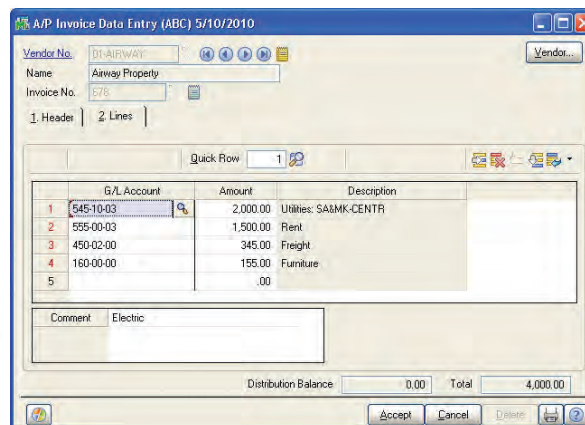 A/P Invoice Data Entry (ABC) 5/10/2010
Vendor No. 01-AIRWAY Vendor...
Name Airway Property
Invoice No. 678
1. Header 2. Lines
Quick Row 1
G/L Account Amount Description
1 545-10-03 2,000.00 Utilities: SA&MK-CENTR
2 555-00-03 1,500.00 Rent
3 450-02-00 345.00 Freight
4 160-00-00 155.00 Furniture
5 .00
Comment Electric
Distribution Balance 0.00 Total 4,000.00
Accept Cancel Delete